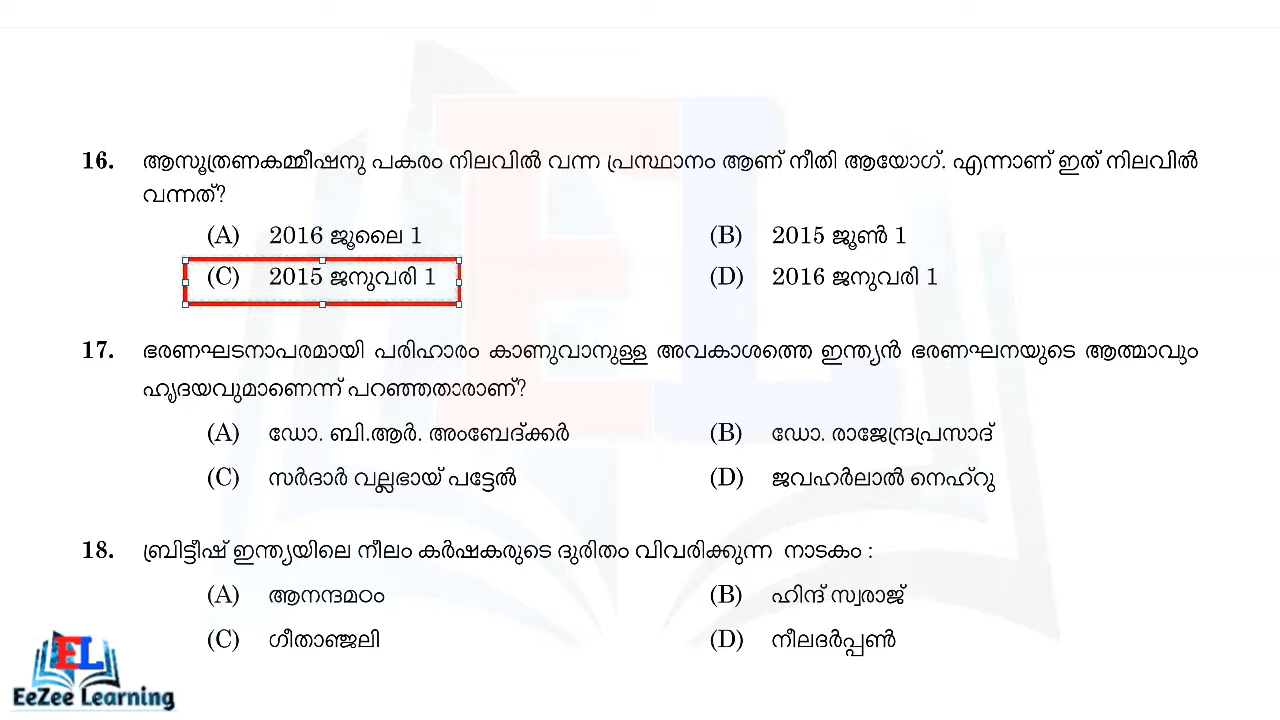 16. ആസൂത്രണകമ്മീഷനു പകരം നിലവിൽ വന്ന പ്രസ്ഥാനം ആണ് നീതി ആയോഗ്. എന്നാണ് ഇത് നിലവിൽ
വന്നത്?
(A) 2016 ജൂലൈ 1 (B) 2015 ജൂൺ 1
(C) 2015 ജനുവരി 1 (D) 2016 ജനുവരി 1
17. ഭരണഘടനാപരമായി പരിഹാരം കാണുവാനുള്ള അവകാശത്തെ ഇന്ത്യൻ ഭരണഘനയുടെ ആത്മാവും
ഹൃദയവുമാണെന്ന് പറഞ്ഞതാരാണ്?
(A) ഡോ. ബി.ആർ. അംബേദ്ക്കർ (B) ഡോ. രാജേന്ദ്രപ്രസാദ്
(C) സർദാർ വല്ലഭായ് പട്ടേൽ (D) ജവഹർലാൽ നെഹ്റു
18. ബ്രിട്ടീഷ് ഇന്ത്യയിലെ നീലം കർഷകരുടെ ദുരിതം വിവരിക്കുന്ന നാടകം :
(A) ആനന്ദമഠം (B) ഹിന്ദ് സ്വരാജ്
(C) ഗീതാഞ്ജലി (D) നീലദർപ്പൺ
EL
EeZee Learning